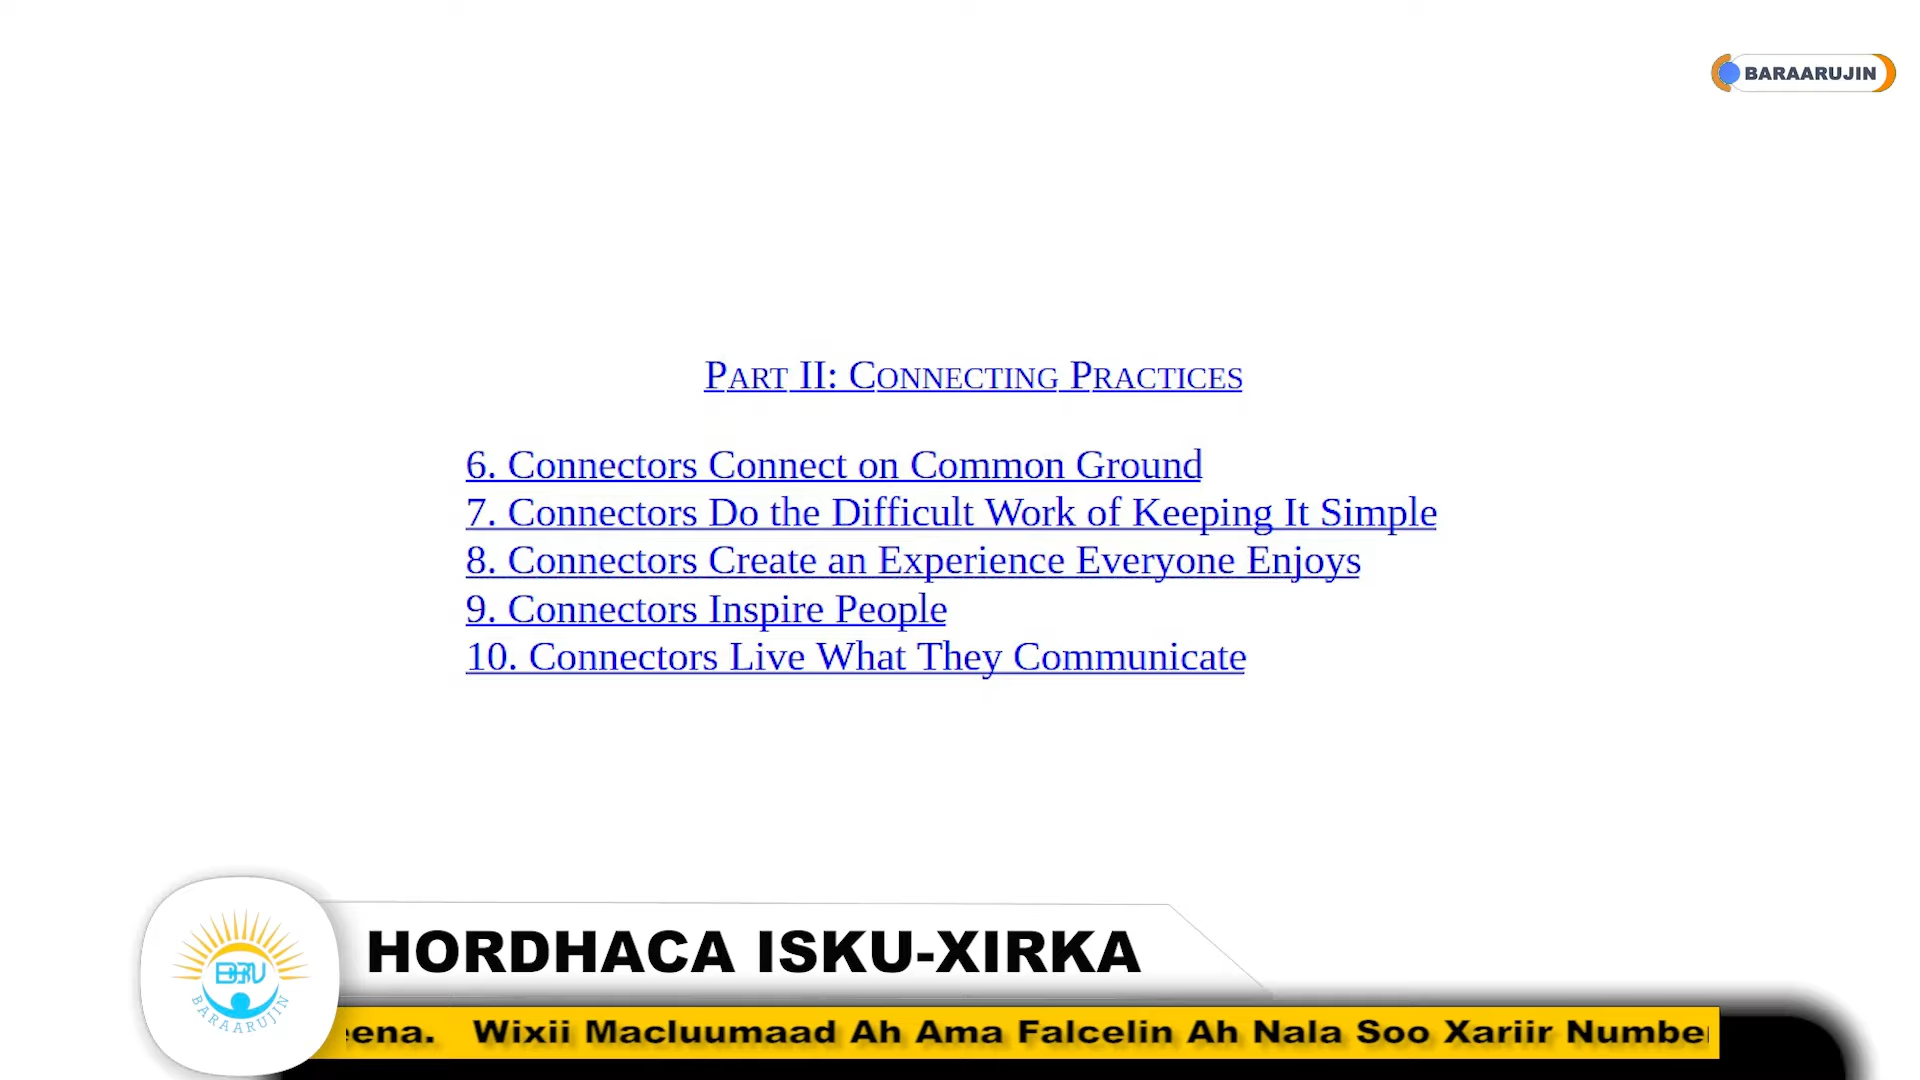 BARAARUJIN
PART II: CONNECTING PRACTICES
6. Connectors Connect on Common Ground
7. Connectors Do the Difficult Work of Keeping It Simple
8. Connectors Create an Experience Everyone Enjoys
9. Connectors Inspire People
10. Connectors Live What They Communicate
HORDHACA ISKU-XIRKA
BARAARUJIN
Wixii Macluumaad Ah Ama Falcelin Ah Nala Soo Xariir